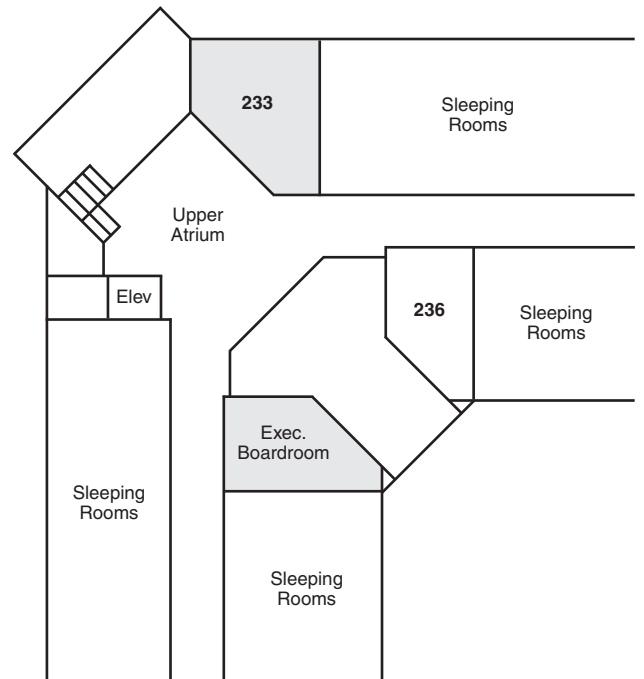 233
Sleeping
Rooms
Upper
Atrium
Elev
236
Sleeping
Rooms
Exec.
Boardroom
Sleeping
Rooms
Sleeping
Rooms